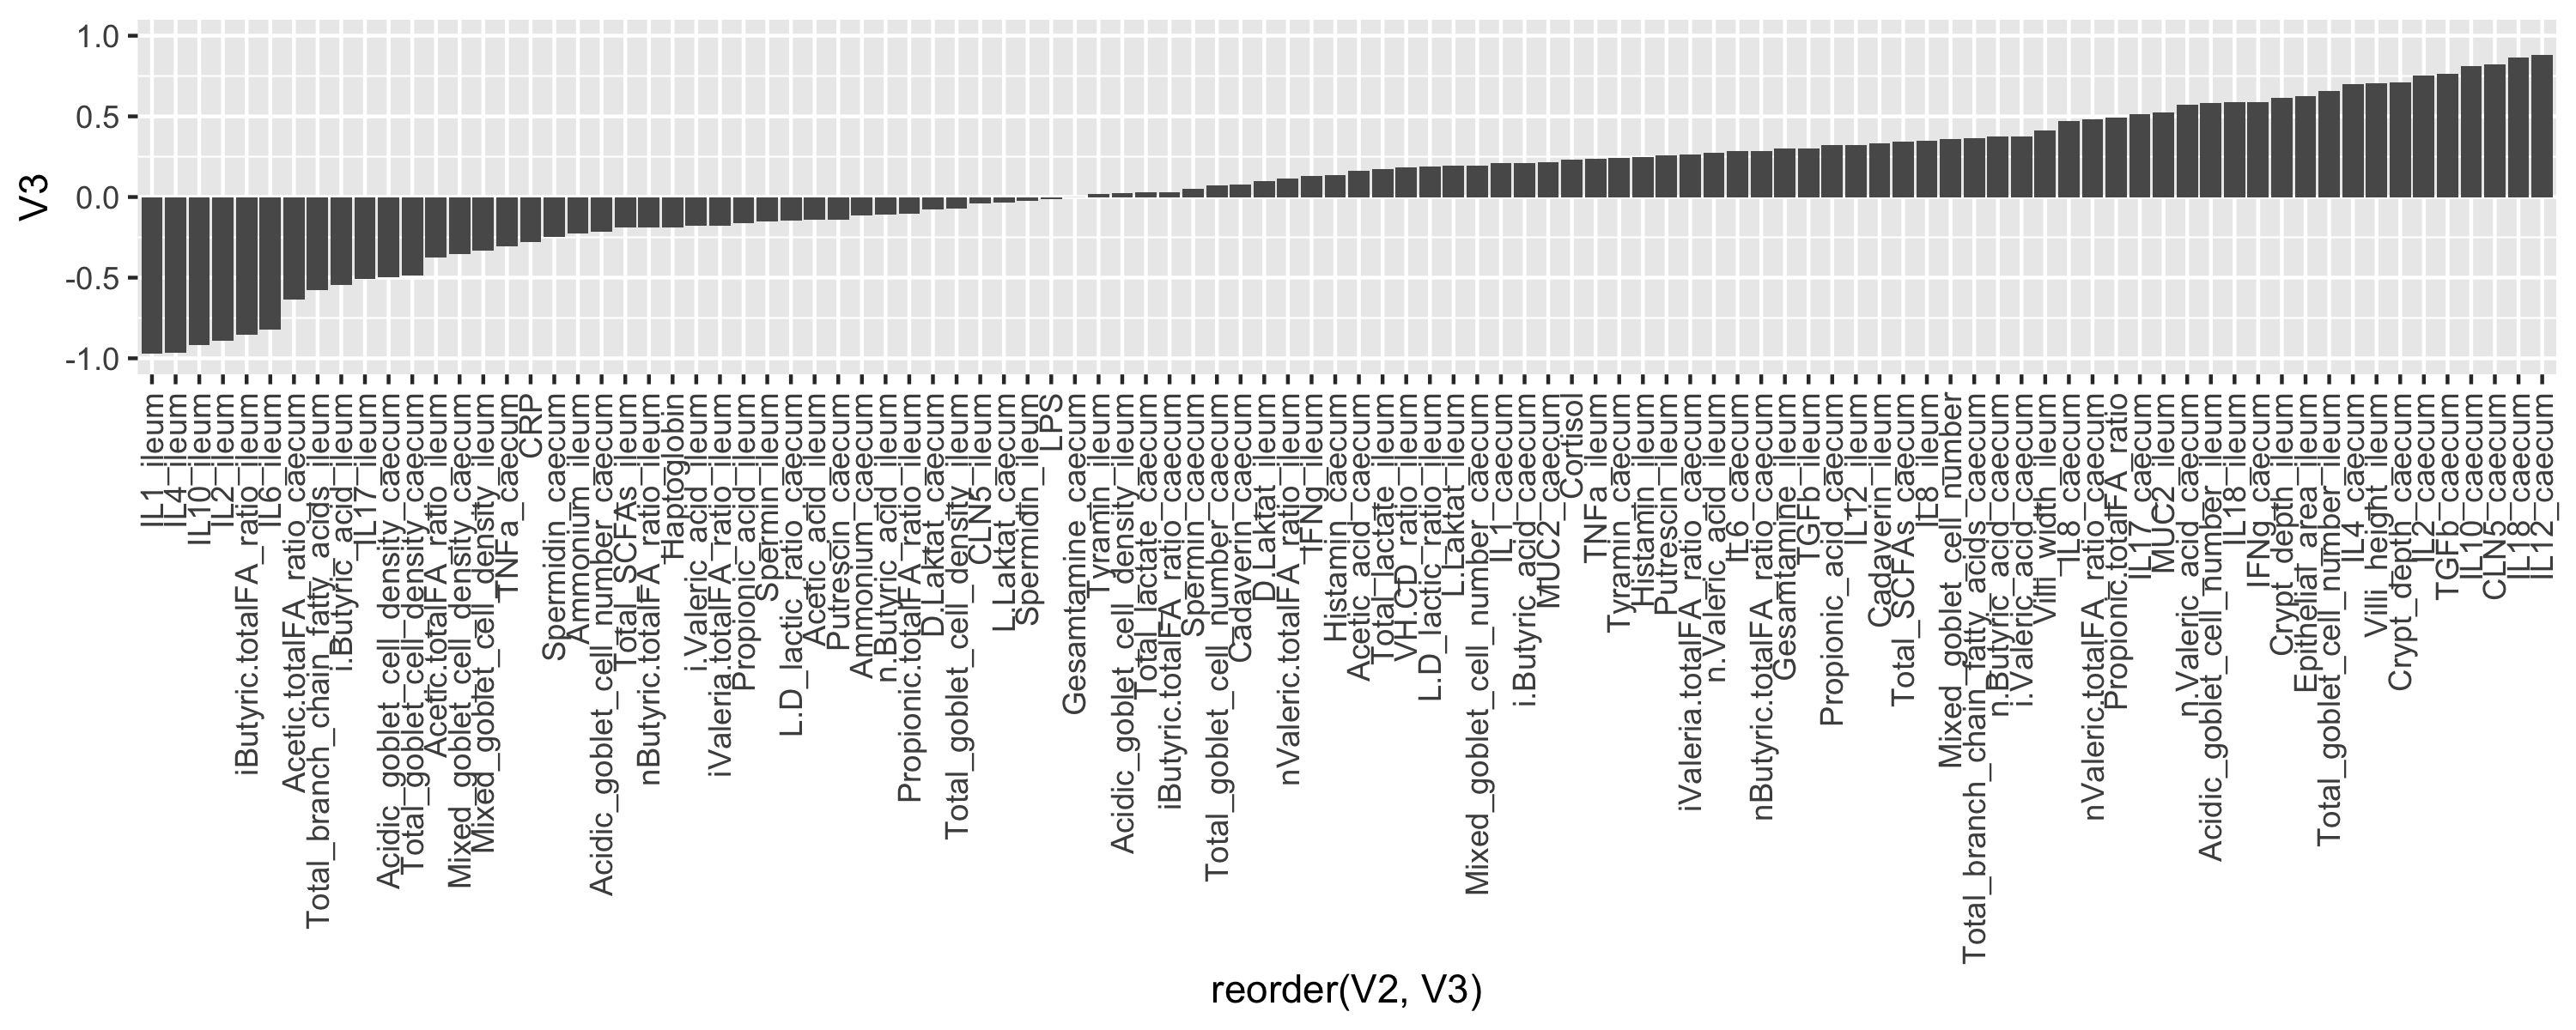 1.0
0.5
0.0
-0.5
-1.0
V3
IL1_ileum
IL4_ileum
IL10_ileum
IL2_ileum
iButyric.totalFA_ratio_ileum
IL6_ileum
Acetic.totalFA_ratio_caecum
Total_branch_chain_fatty_acids_ileum
i.Butyric_acid_ileum
IL17_ileum
Acidic_goblet_cell_density_caecum
Total_goblet_cell_density_caecum
Acetic.totalFA_ratio_ileum
Mixed_goblet_cell_density_caecum
Mixed_goblet_cell_density_ileum
TNFa_caecum
CRP
Spermidin_caecum
Ammonium_ileum
Acidic_goblet_cell_number_caecum
Total_SCFAs_ileum
nButyric.totalFA_ratio_ileum
Haptoglobin
i.Valeric_acid_ileum
iValeria.totalFA_ratio_ileum
Propionic_acid_ileum
Spermin_ileum
L.D_lactic_ratio_caecum
Acetic_acid_ileum
Putrescin_caecum
Ammonium_caecum
n.Butyric_acid_ileum
Propionic.totalFA_ratio_ileum
D.Laktat_caecum
Total_goblet_cell_density_ileum
CLN5_ileum
L.Laktat_caecum
Spermidin_ileum
LPS
Gesamtamine_caecum
Tyramin_ileum
Acidic_goblet_cell_density_ileum
Total_lactate_caecum
iButyric.totalFA_ratio_caecum
Spermin_caecum
Total_goblet_cell_number_caecum
Cadaverin_caecum
D.Laktat_ileum
nValeric.totalFA_ratio_ileum
IFNg_ileum
Histamin_caecum
Acetic_acid_caecum
Total_lactate_ileum
VH.CD_ratio_ileum
L.D_lactic_ratio_ileum
L.Laktat_ileum
Mixed_goblet_cell_number_caecum
IL1_caecum
i.Butyric_acid_caecum
MUC2_caecum
Cortisol
TNFa_ileum
Tyramin_caecum
Histamin_ileum
Putrescin_ileum
iValeria.totalFA_ratio_caecum
n.Valeric_acid_ileum
IL6_caecum
nButyric.totalFA_ratio_caecum
Gesamtamine_ileum
TGFb_ileum
Propionic_acid_caecum
IL12_ileum
Cadaverin_ileum
Total_SCFAs_caecum
IL8_ileum
Mixed_goblet_cell_number
Total_branch_chain_fatty_acids_caecum
n.Butyric_acid_caecum
i.Valeric_acid_caecum
Villi_width_ileum
IL8_caecum
nValeric.totalFA_ratio_caecum
Propionic.totalFA_ratio
IL17_caecum
MUC2_ileum
n.Valeric_acid_caecum
Acidic_goblet_cell_number_ileum
IL18_ileum
IFNg_caecum
Crypt_depth_ileum
Epithelial_area_ileum
Total_goblet_cell_number_ileum
IL4_caecum
Villi_height_ileum
Crypt_depth_caecum
IL2_caecum
TGFb_caecum
IL10_caecum
CLN5_caecum
IL18_caecum
IL12_caecum
reorder(V2, V3)